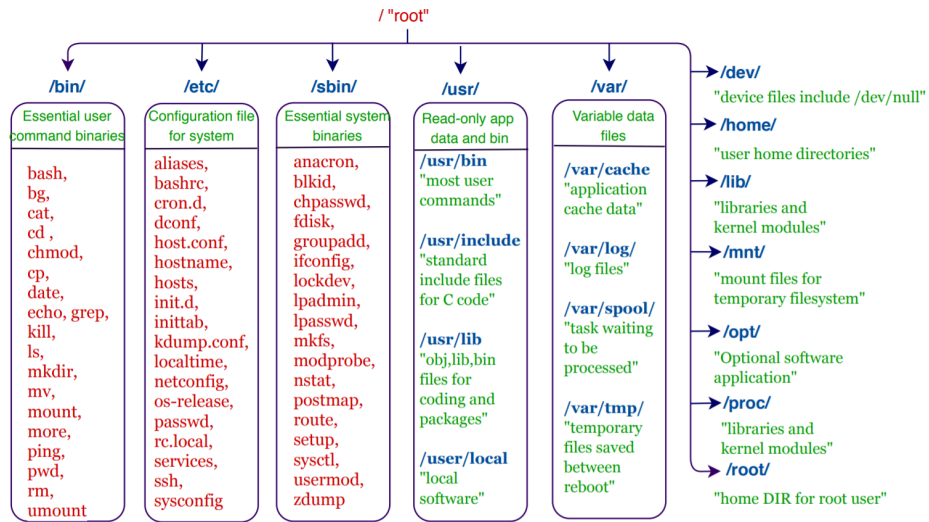 / "root"
/bin/
Essential user
command binaries
bash,
bg,
cat,
cd ,
chmod,
cp,
date,
echo, grep,
kill,
ls,
mkdir,
mv,
mount,
more,
ping,
pwd,
rm,
umount
/etc/
Configuration file
for system
aliases,
bashrc,
cron.d,
dconf,
host.conf,
hostname,
hosts,
init.d,
inittab,
kdump.conf,
localtime,
netconfig,
os-release,
passwd,
rc.local,
services,
ssh,
sysconfig
/sbin/
Essential system
binaries
anacron,
blkid,
chpasswd,
fdisk,
groupadd,
ifconfig,
lockdev,
lpadmin,
lpasswd,
mkfs,
modprobe,
nstat,
postmap,
route,
setup,
sysctl,
usermod,
zdump
/usr/
Read-only app
data and bin
/usr/bin
"most user
commands"
/usr/include
"standard
include files
for C code"
/usr/lib
"obj,lib,bin
files for
coding and
packages"
/user/local
"local
software"
/var/
Variable data
files
/var/cache
"application
cache data"
/var/log/
"log files"
/var/spool/
"task waiting
to be
processed"
/var/tmp/
"temporary
files saved
between
reboot"
/dev/
"device files include /dev/null"
/home/
"user home directories"
/lib/
"libraries and
kernel modules"
/mnt/
"mount files for
temporary filesystem"
/opt/
"Optional software
application"
/proc/
"libraries and
kernel modules"
/root/
"home DIR for root user"